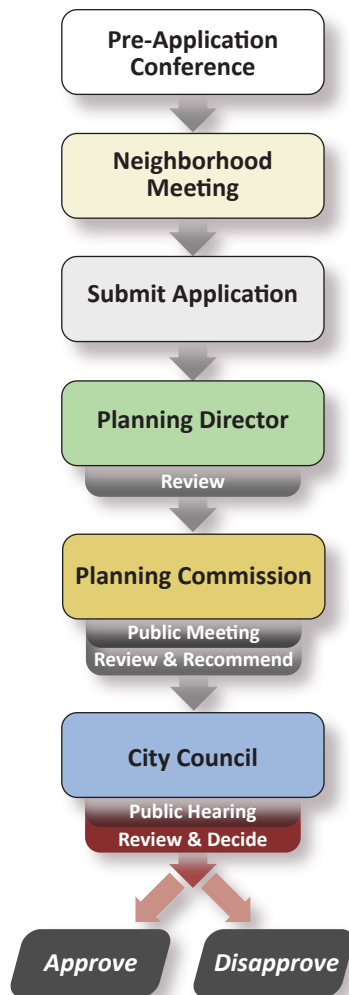 Pre-Application
Conference
Neighborhood
Meeting
Submit Application
Planning Director
Review
Planning Commission
Public Meeting
Review & Recommend
City Council
Public Hearing
Review & Decide
Approve
Disapprove